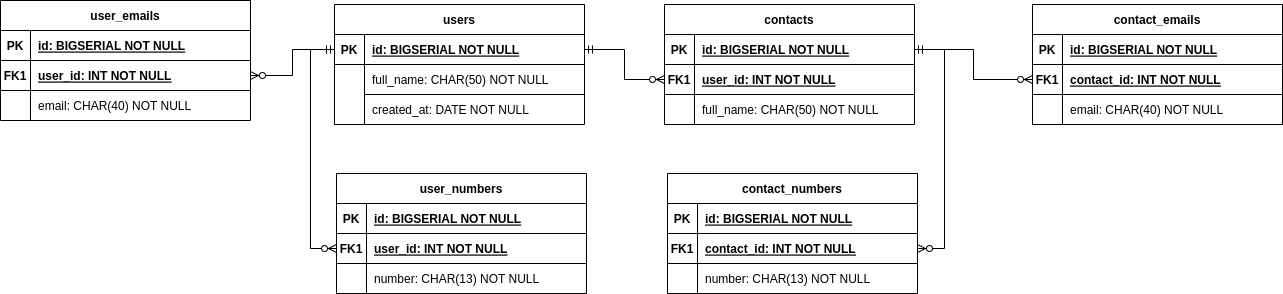 user_emails
PK id: BIGSERIAL NOT NULL
FK1 user_id: INT NOT NULL
email: CHAR(40) NOT NULL
users
PK id: BIGSERIAL NOT NULL
full_name: CHAR(50) NOT NULL
created_at: DATE NOT NULL
contacts
PK id: BIGSERIAL NOT NULL
FK1 user_id: INT NOT NULL
full_name: CHAR(50) NOT NULL
contact_emails
PK id: BIGSERIAL NOT NULL
FK1 contact_id: INT NOT NULL
email: CHAR(40) NOT NULL
user_numbers
PK id: BIGSERIAL NOT NULL
FK1 user_id: INT NOT NULL
number: CHAR(13) NOT NULL
contact_numbers
PK id: BIGSERIAL NOT NULL
FK1 contact_id: INT NOT NULL
number: CHAR(13) NOT NULL